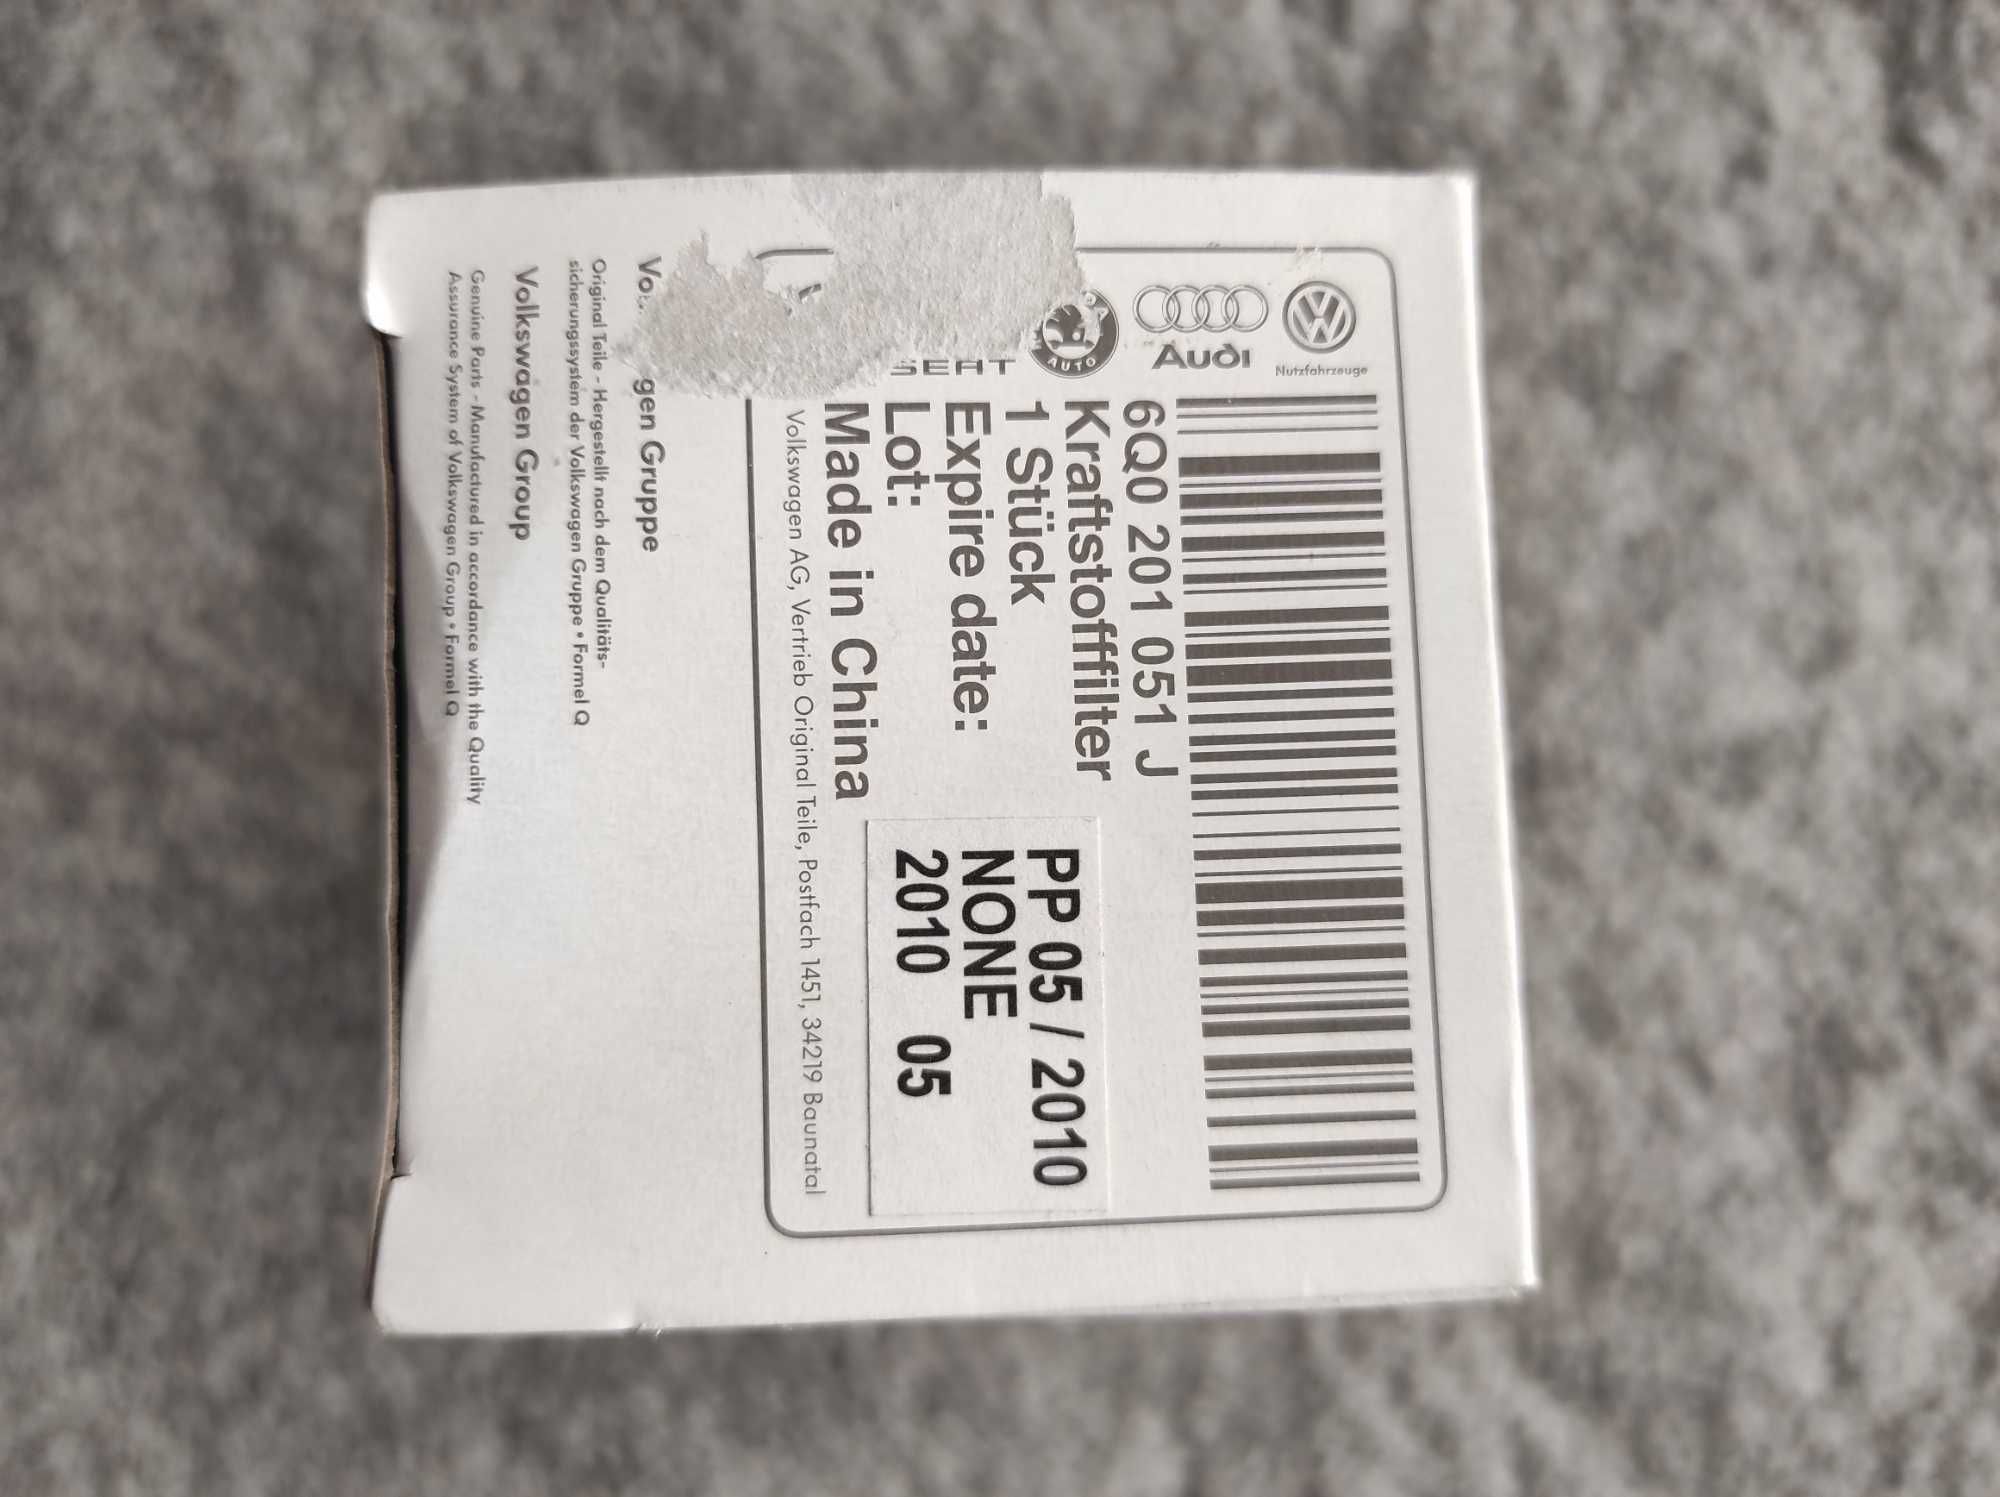 Nutzfahrzeuge
Audi
AUTO
SEAT
6Q0 201 051 J
Kraftstofffilter
1 Stück
Expire date:
Lot:
Made in China
PP 05 / 2010
NONE
2010 05
Volkswagen AG, Vertrieb Original Teile, Postfach 1451, 34219 Baunatal
Gruppe
Original Teile - Hergestellt nach dem Qualitäts-
sicherungssystem der Volkswagen Gruppe • Formel Q
Volkswagen Group
Genuine Parts - Manufactured in accordance with the Quality
Assurance System of Volkswagen Group • Formel Q